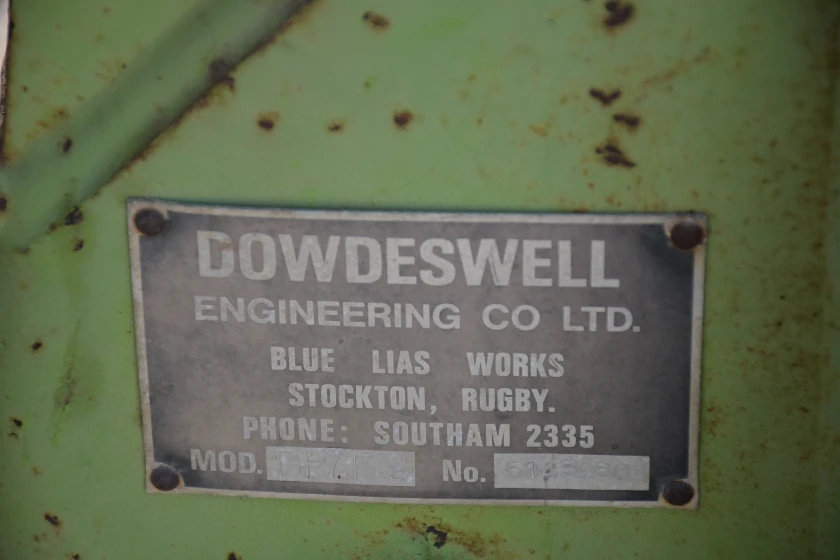 DOWDESWELL
ENGINEERING CO LTD.
BLUE LIAS WORKS
STOCKTON, RUGBY.
PHONE: SOUTHAM 2335
MOD. No.